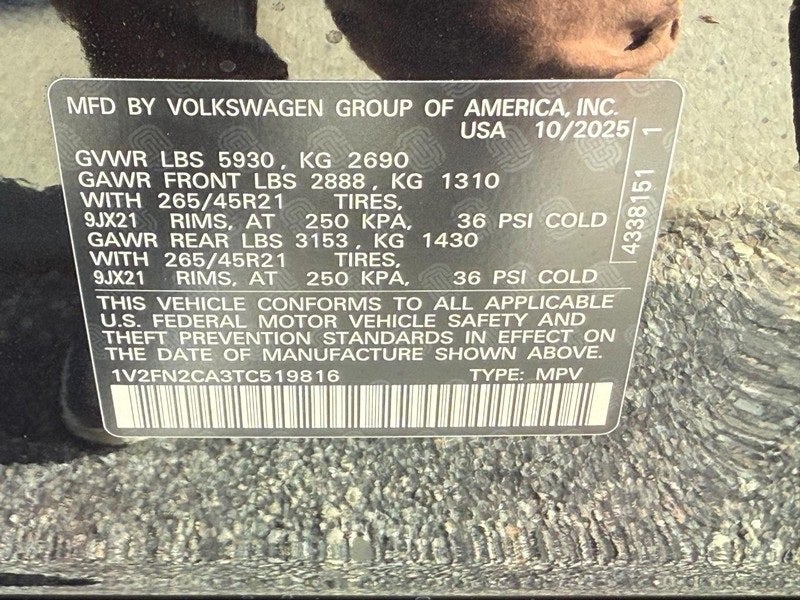 MFD BY VOLKSWAGEN GROUP OF AMERICA, INC.
USA 10/2025
GVWR LBS 5930, KG 2690
GAWR FRONT LBS 2888, KG 1310
WITH 265/45R21 TIRES,
9JX21 RIMS, AT 250 KPA, 36 PSI COLD
GAWR REAR LBS 3153, KG 1430
WITH 265/45R21 TIRES,
9JX21 RIMS, AT 250 KPA, 36 PSI COLD
THIS VEHICLE CONFORMS TO ALL APPLICABLE
U.S. FEDERAL MOTOR VEHICLE SAFETY AND
THEFT PREVENTION STANDARDS IN EFFECT ON
THE DATE OF MANUFACTURE SHOWN ABOVE.
1V2FN2CA3TC519816 TYPE: MPV
4338151 1